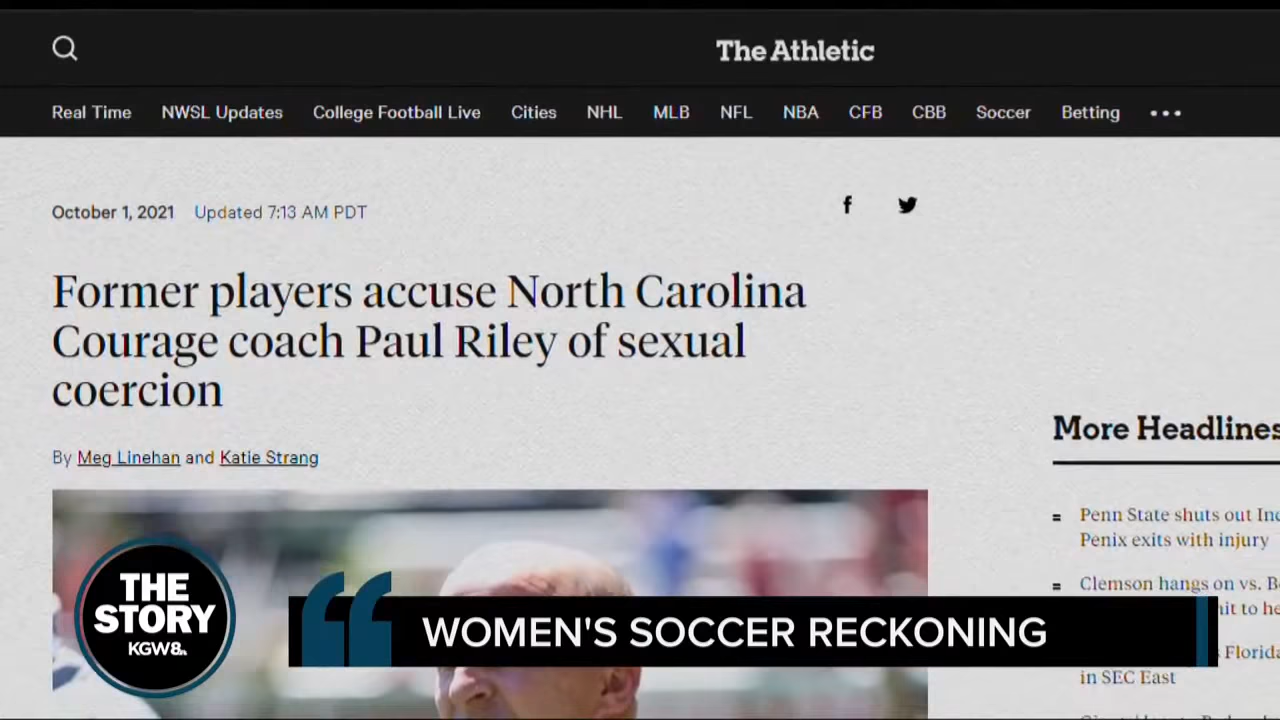 The Athletic
Real Time NWSL Updates College Football Live Cities NHL MLB NFL NBA CFB CBB Soccer Betting
October 1, 2021 Updated 7:13 AM PDT
Former players accuse North Carolina
Courage coach Paul Riley of sexual
coercion
By Meg Linehan and Katie Strang
More Headlines
Penn State shuts out
Penix exits with injury
Clemson hangs on vs.
in SEC East
THE
STORY
KGW8
WOMEN'S SOCCER RECKONING